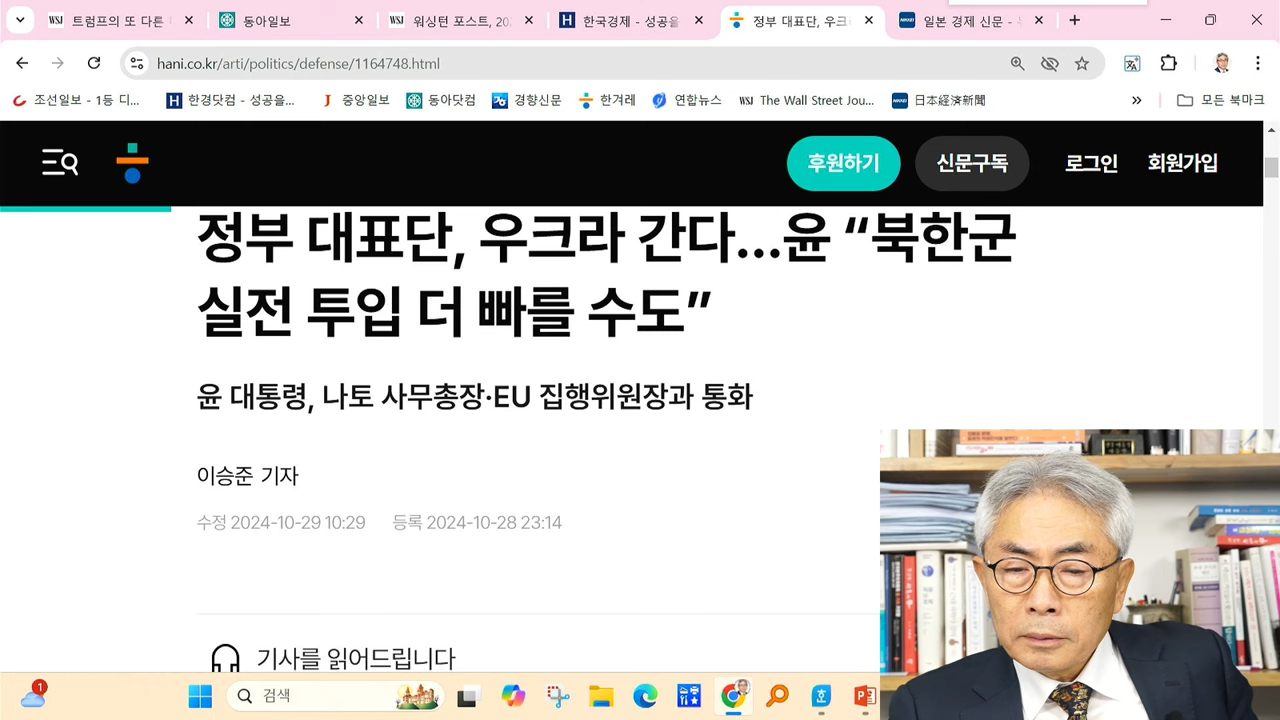 트럼프의 또 다른
동아일보
워싱턴 포스트, 202
한국경제 - 성공을
정부 대표단, 우크
일본 경제 신문 -
hani.co.kr/arti/politics/defense/1164748.html
조선일보 - 1등 디...
한경닷컴 - 성공을...
중앙일보
동아닷컴
경향신문
한겨레
연합뉴스
WSJ
The Wall Street Jou...
NIKKEI
日本経済新聞
모든 북마크
후원하기
신문구독
로그인
회원가입
정부 대표단, 우크라 간다…윤 “북한군
실전 투입 더 빠를 수도”
윤 대통령, 나토 사무총장·EU 집행위원장과 통화
이승준 기자
수정 2024-10-29 10:29
등록 2024-10-28 23:14
기사를 읽어드립니다
1
검색